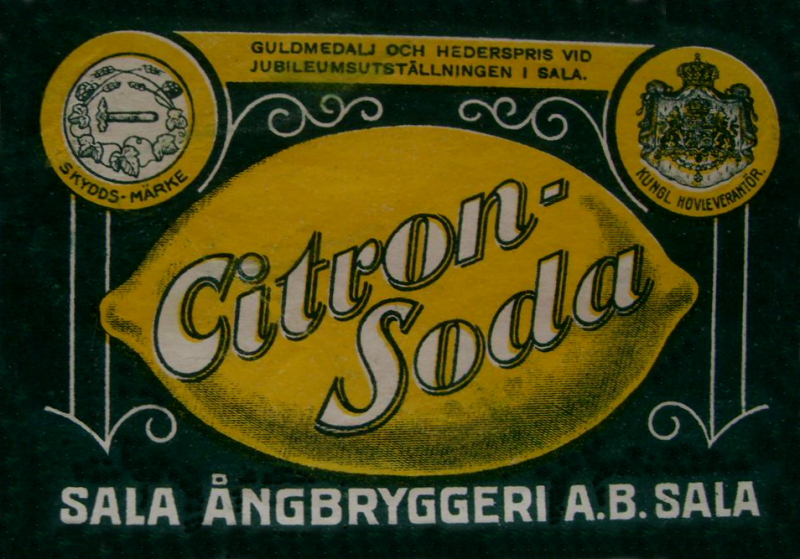 GULDMEDALJ OCH HEDERSPRIS VID
JUBILEUMSUTSTÄLLNINGEN I SALA.
SKYDDS-MÄRKE
KUNGL HOVLEVERANTÖR.
Citron-
Soda
SALA ÅNGBRYGGERI A.B. SALA